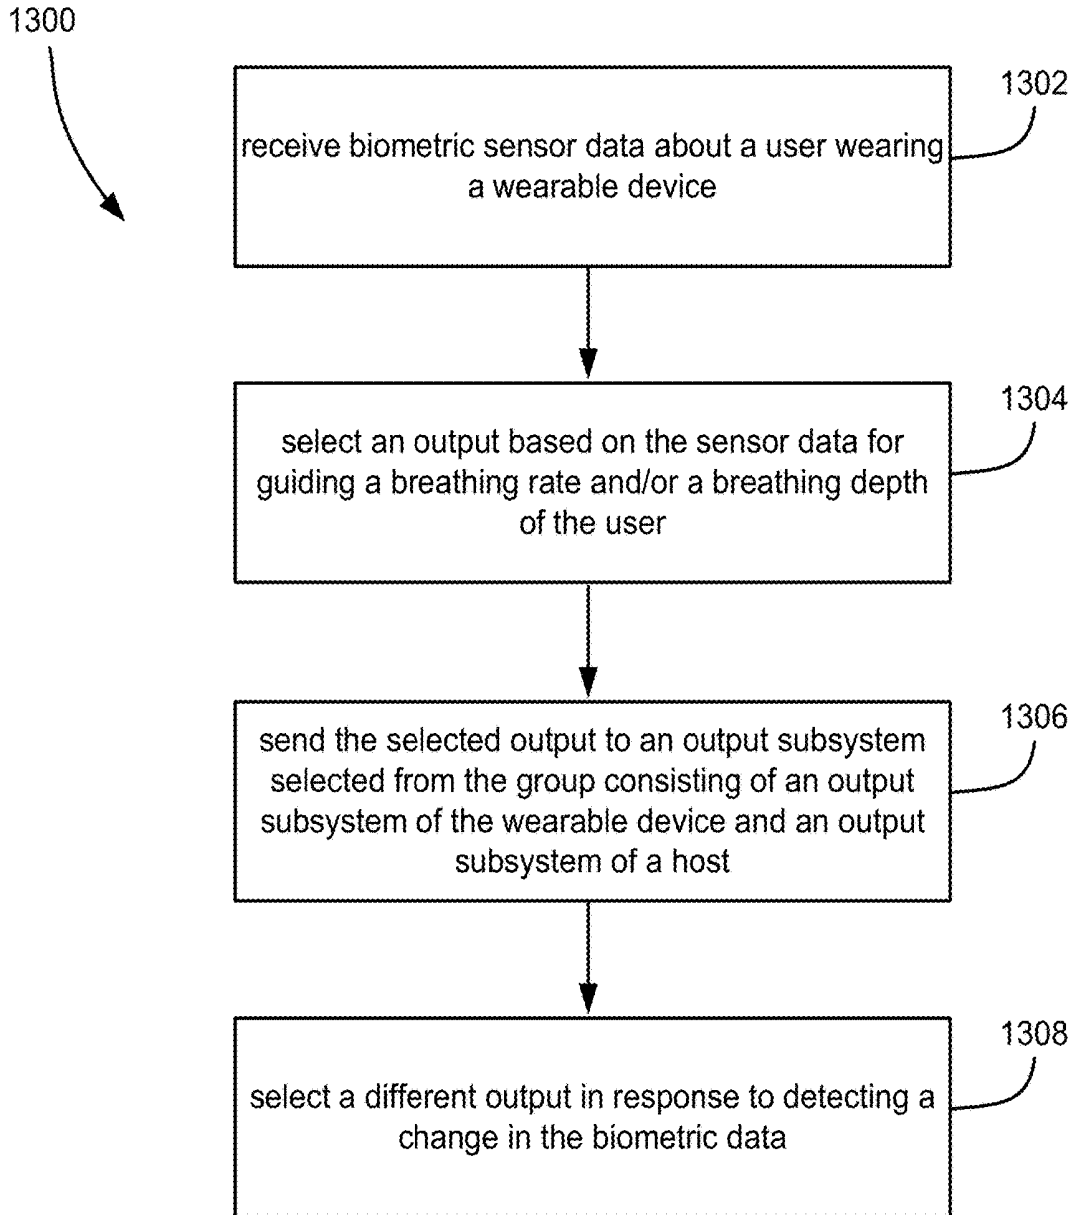 1300
1302
receive biometric sensor data about a user wearing
a wearable device
1304
select an output based on the sensor data for
guiding a breathing rate and/or a breathing depth
of the user
1306
send the selected output to an output subsystem
selected from the group consisting of an output
subsystem of the wearable device and an output
subsystem of a host
1308
select a different output in response to detecting a
change in the biometric data